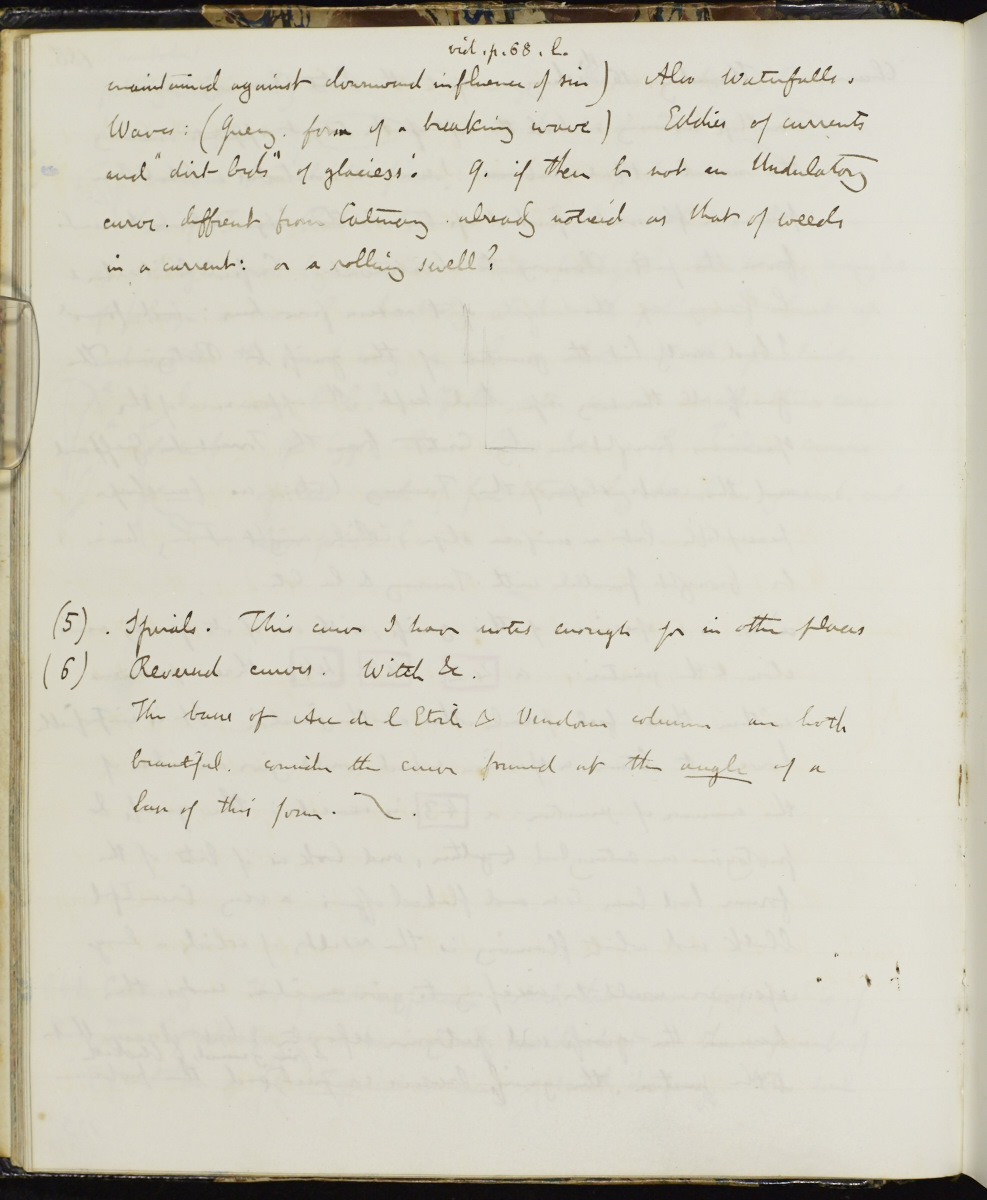 vid. p. 68. l.
maintained against downward influence of sin) Also Waterfalls.
Waves: (Query. form of a breaking wave) Eddies of currents
and "dirt beds" of glaciers: Q. if there be not an Undulatory
curve. different from Catenary. already noticed as that of weeds
in a current: or a rolling swell?
(5). Spirals. This curve I have notes enough for in other places
(6) Reversed curves. &c.
The base of Arc de l Etoile & Vendome column are both
beautiful. consider the curve formed at the angle of a
base of this form.